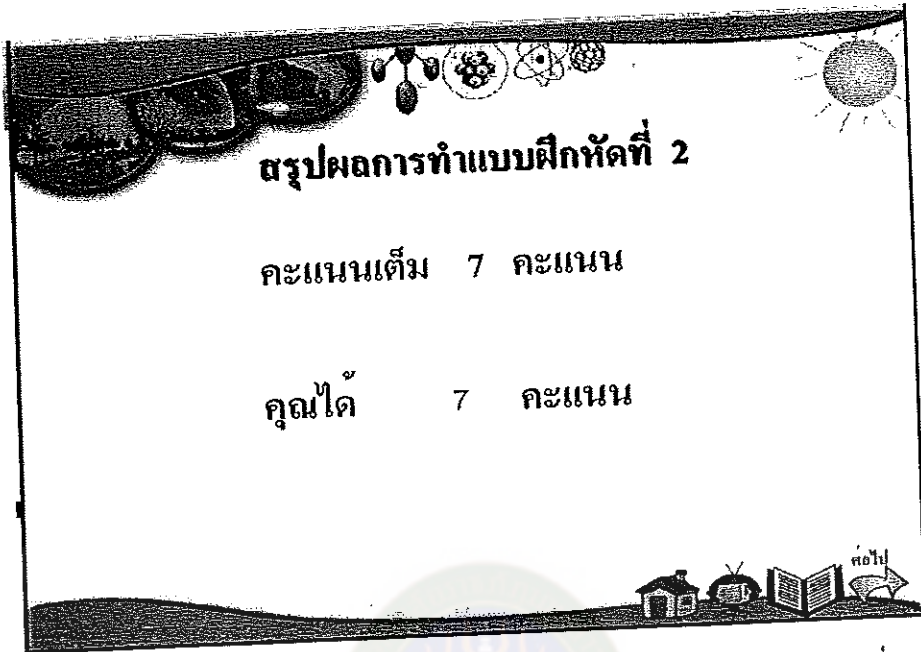 สรุปผลการทำแบบฝึกหัดที่ 2
คะแนนเต็ม 7 คะแนน
คุณได้ 7 คะแนน
ต่อไป